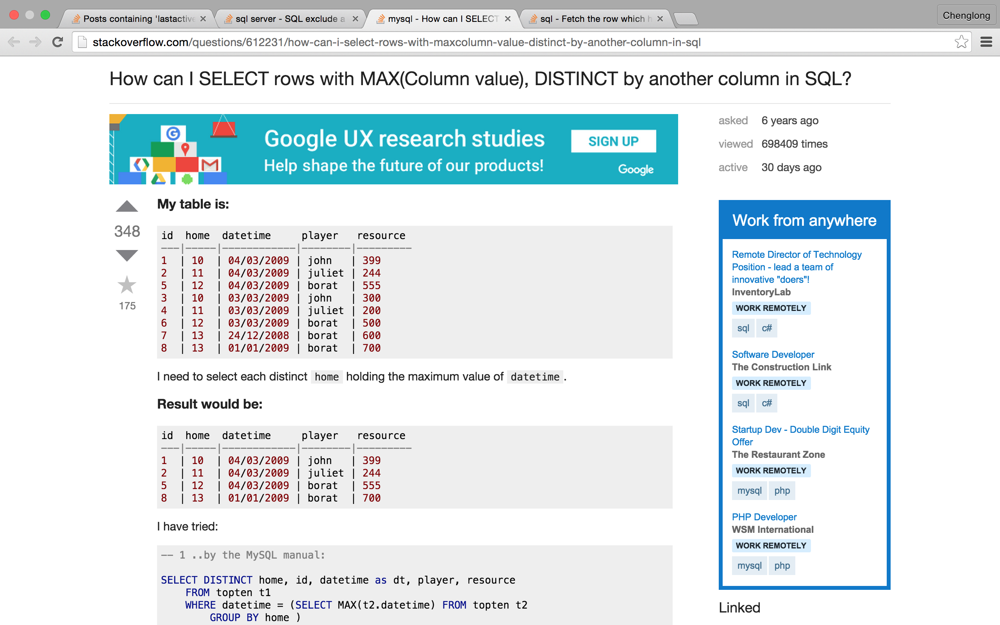 Posts containing 'lastactive
sql server - SQL exclude a
mysql - How can I SELECT
sql - Fetch the row which h
Chenglong
stackoverflow.com/questions/612231/how-can-i-select-rows-with-maxcolumn-value-distinct-by-another-column-in-sql
How can I SELECT rows with MAX(Column value), DISTINCT by another column in SQL?
Google UX research studies
Help shape the future of our products!
SIGN UP
Google
asked 6 years ago
viewed 698409 times
active 30 days ago
348
175
My table is:
id  home  datetime     player   resource
---|-----|------------|--------|---------
1  | 10  | 04/03/2009 | john   | 399
2  | 11  | 04/03/2009 | juliet | 244
5  | 12  | 04/03/2009 | borat  | 555
3  | 10  | 03/03/2009 | john   | 300
4  | 11  | 03/03/2009 | juliet | 200
6  | 12  | 03/03/2009 | borat  | 500
7  | 13  | 24/12/2008 | borat  | 600
8  | 13  | 01/01/2009 | borat  | 700
I need to select each distinct home holding the maximum value of datetime.
Result would be:
id  home  datetime     player   resource
---|-----|------------|--------|---------
1  | 10  | 04/03/2009 | john   | 399
2  | 11  | 04/03/2009 | juliet | 244
5  | 12  | 04/03/2009 | borat  | 555
8  | 13  | 01/01/2009 | borat  | 700
I have tried:
-- 1 ..by the MySQL manual:
SELECT DISTINCT home, id, datetime as dt, player, resource
FROM topten t1
WHERE datetime = (SELECT MAX(t2.datetime) FROM topten t2
GROUP BY home )
Work from anywhere
Remote Director of Technology
Position - lead a team of
innovative "doers"!
InventoryLab
WORK REMOTELY
sql c#
Software Developer
The Construction Link
WORK REMOTELY
sql c#
Startup Dev - Double Digit Equity
Offer
The Restaurant Zone
WORK REMOTELY
mysql php
PHP Developer
WSM International
WORK REMOTELY
mysql php
Linked